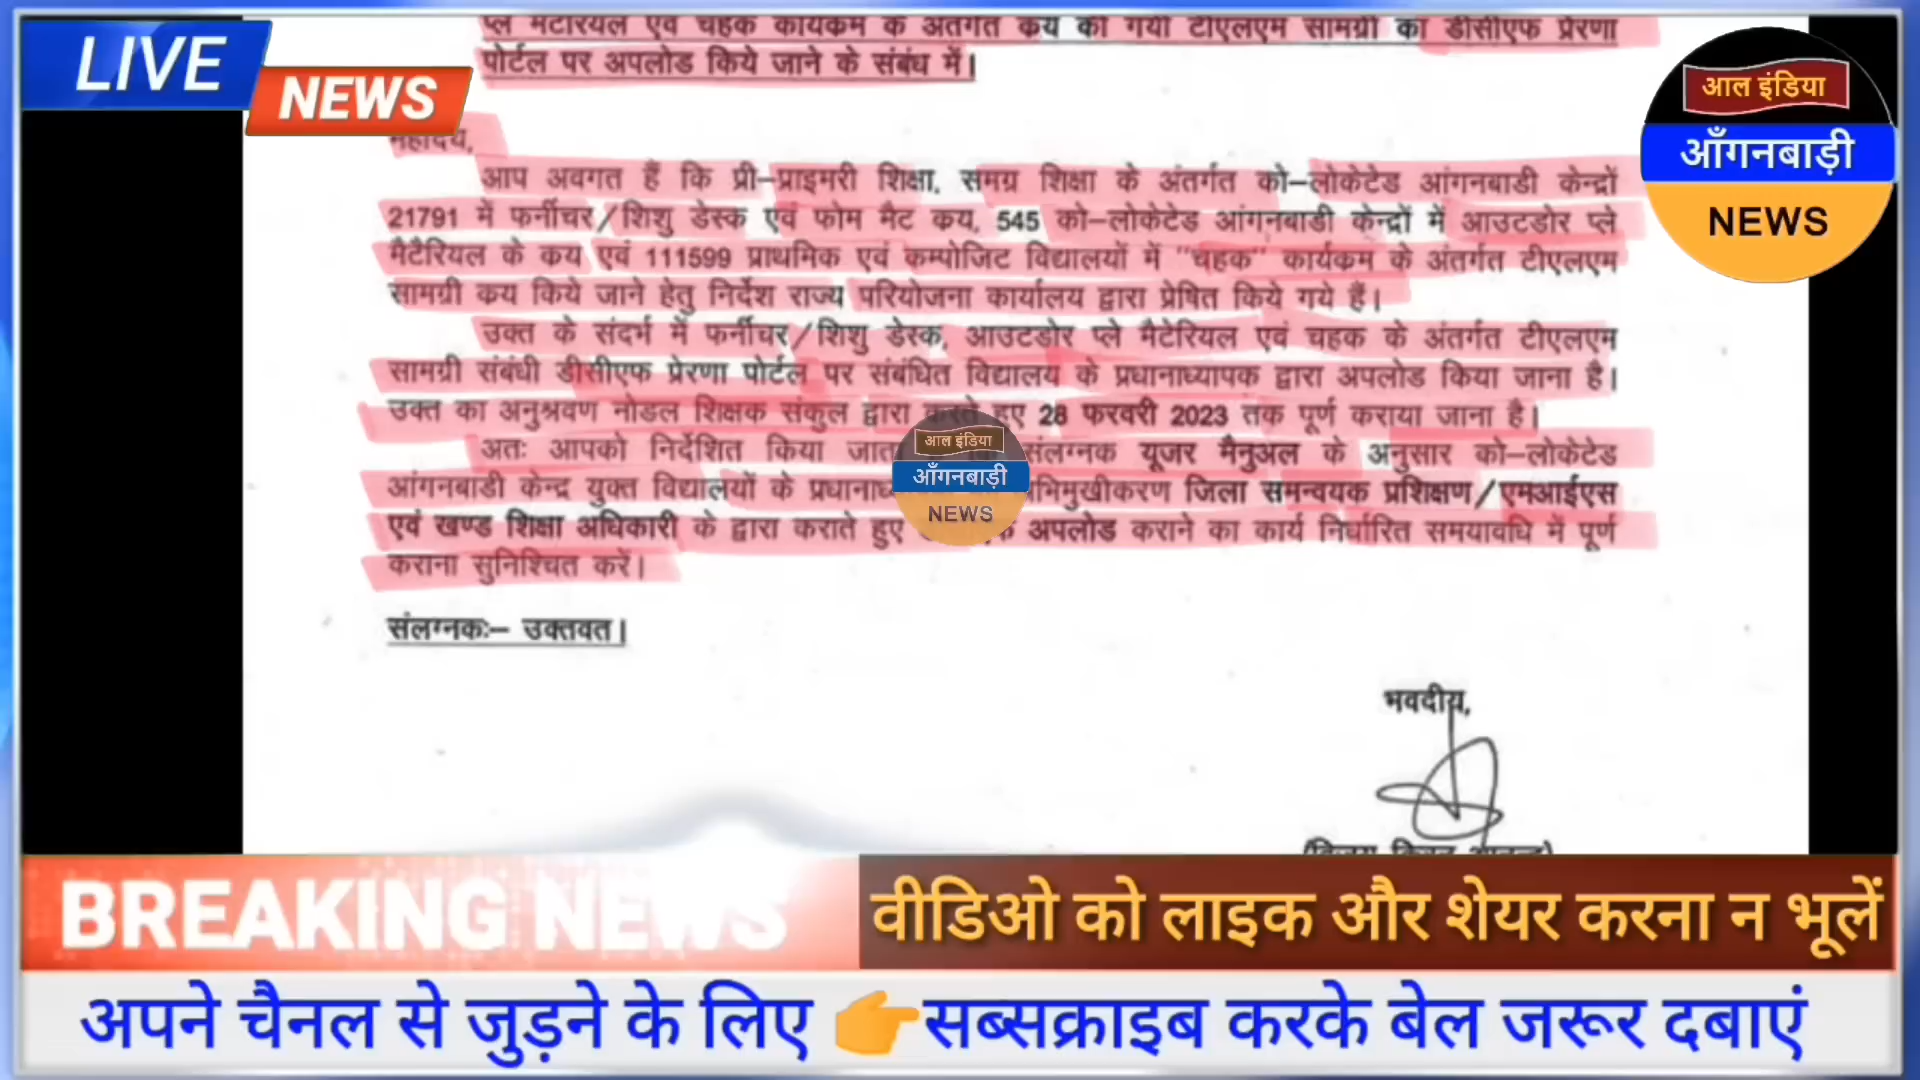 LIVE
NEWS
प्ले मैटेरियल एवं चहक कार्यक्रम के अंतर्गत क्रय की गयी टीएलएम सामग्री का डीसीएफ प्रेरणा
पोर्टल पर अपलोड किये जाने के संबंध में।
आल इंडिया
आँगनबाड़ी
NEWS
महोदय,
आप अवगत हैं कि प्री-प्राइमरी शिक्षा, समग्र शिक्षा के अंतर्गत को-लोकेटेड आंगनबाडी केन्द्रों
21791 में फर्नीचर/शिशु डेस्क एवं फोम मैट क्रय, 545 को-लोकेटेड आंगनबाडी केन्द्रों में आउटडोर प्ले
मैटेरियल के क्रय एवं 111599 प्राथमिक एवं कम्पोजिट विद्यालयों में "चहक" कार्यक्रम के अंतर्गत टीएलएम
सामग्री क्रय किये जाने हेतु निर्देश राज्य परियोजना कार्यालय द्वारा प्रेषित किये गये हैं।
उक्त के संदर्भ में फर्नीचर/शिशु डेस्क, आउटडोर प्ले मैटेरियल एवं चहक के अंतर्गत टीएलएम
सामग्री संबंधी डीसीएफ प्रेरणा पोर्टल पर संबंधित विद्यालय के प्रधानाध्यापक द्वारा अपलोड किया जाना है।
उक्त का अनुश्रवण नोडल शिक्षक संकुल द्वारा करते हुए 28 फरवरी 2023 तक पूर्ण कराया जाना है।
अतः आपको निर्देशित किया जात संलग्नक यूजर मैनुअल के अनुसार को-लोकेटेड
आंगनबाडी केन्द्र युक्त विद्यालयों के प्रधानाध भिमुखीकरण जिला समन्वयक प्रशिक्षण/एमआईएस
एवं खण्ड शिक्षा अधिकारी के द्वारा कराते हुए अपलोड कराने का कार्य निर्धारित समयावधि में पूर्ण
कराना सुनिश्चित करें।
आल इंडिया
आँगनबाड़ी
NEWS
संलग्नकः- उक्तवत।
भवदीय,
BREAKING NEWS
वीडिओ को लाइक और शेयर करना न भूलें
अपने चैनल से जुड़ने के लिए 👉सब्सक्राइब करके बेल जरूर दबाएं